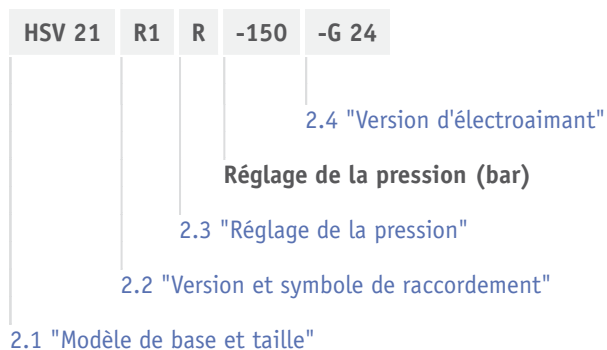 HSV 21 R1 R -150 -G 24
2.4 "Version d'électroaimant"
Réglage de la pression (bar)
2.3 "Réglage de la pression"
2.2 "Version et symbole de raccordement"
2.1 "Modèle de base et taille"